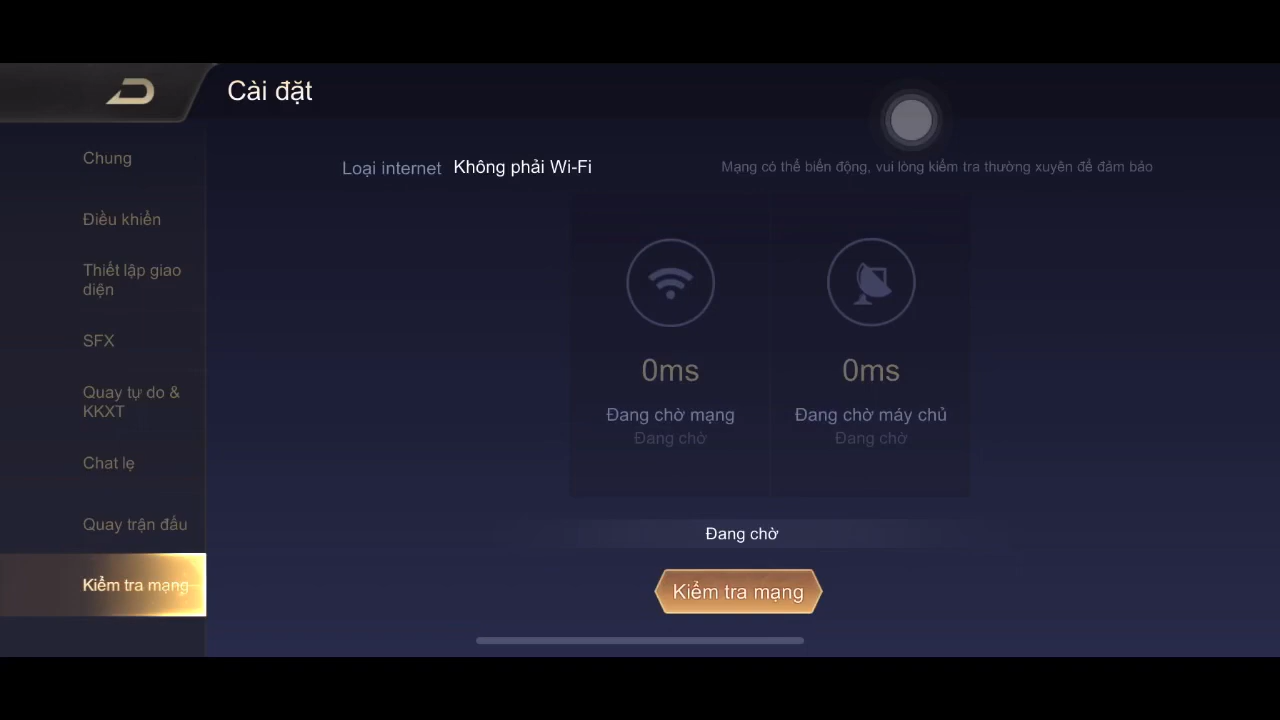 Cài đặt
Chung
Điều khiển
Thiết lập giao
diện
SFX
Quay tự do &
KKXT
Chat lẹ
Quay trận đấu
Kiểm tra mạng
Loại internet Không phải Wi-Fi
Mạng có thể biến động, vui lòng kiểm tra thường xuyên để đảm bảo
0ms
Đang chờ mạng
Đang chờ
0ms
Đang chờ máy chủ
Đang chờ
Đang chờ
Kiểm tra mạng